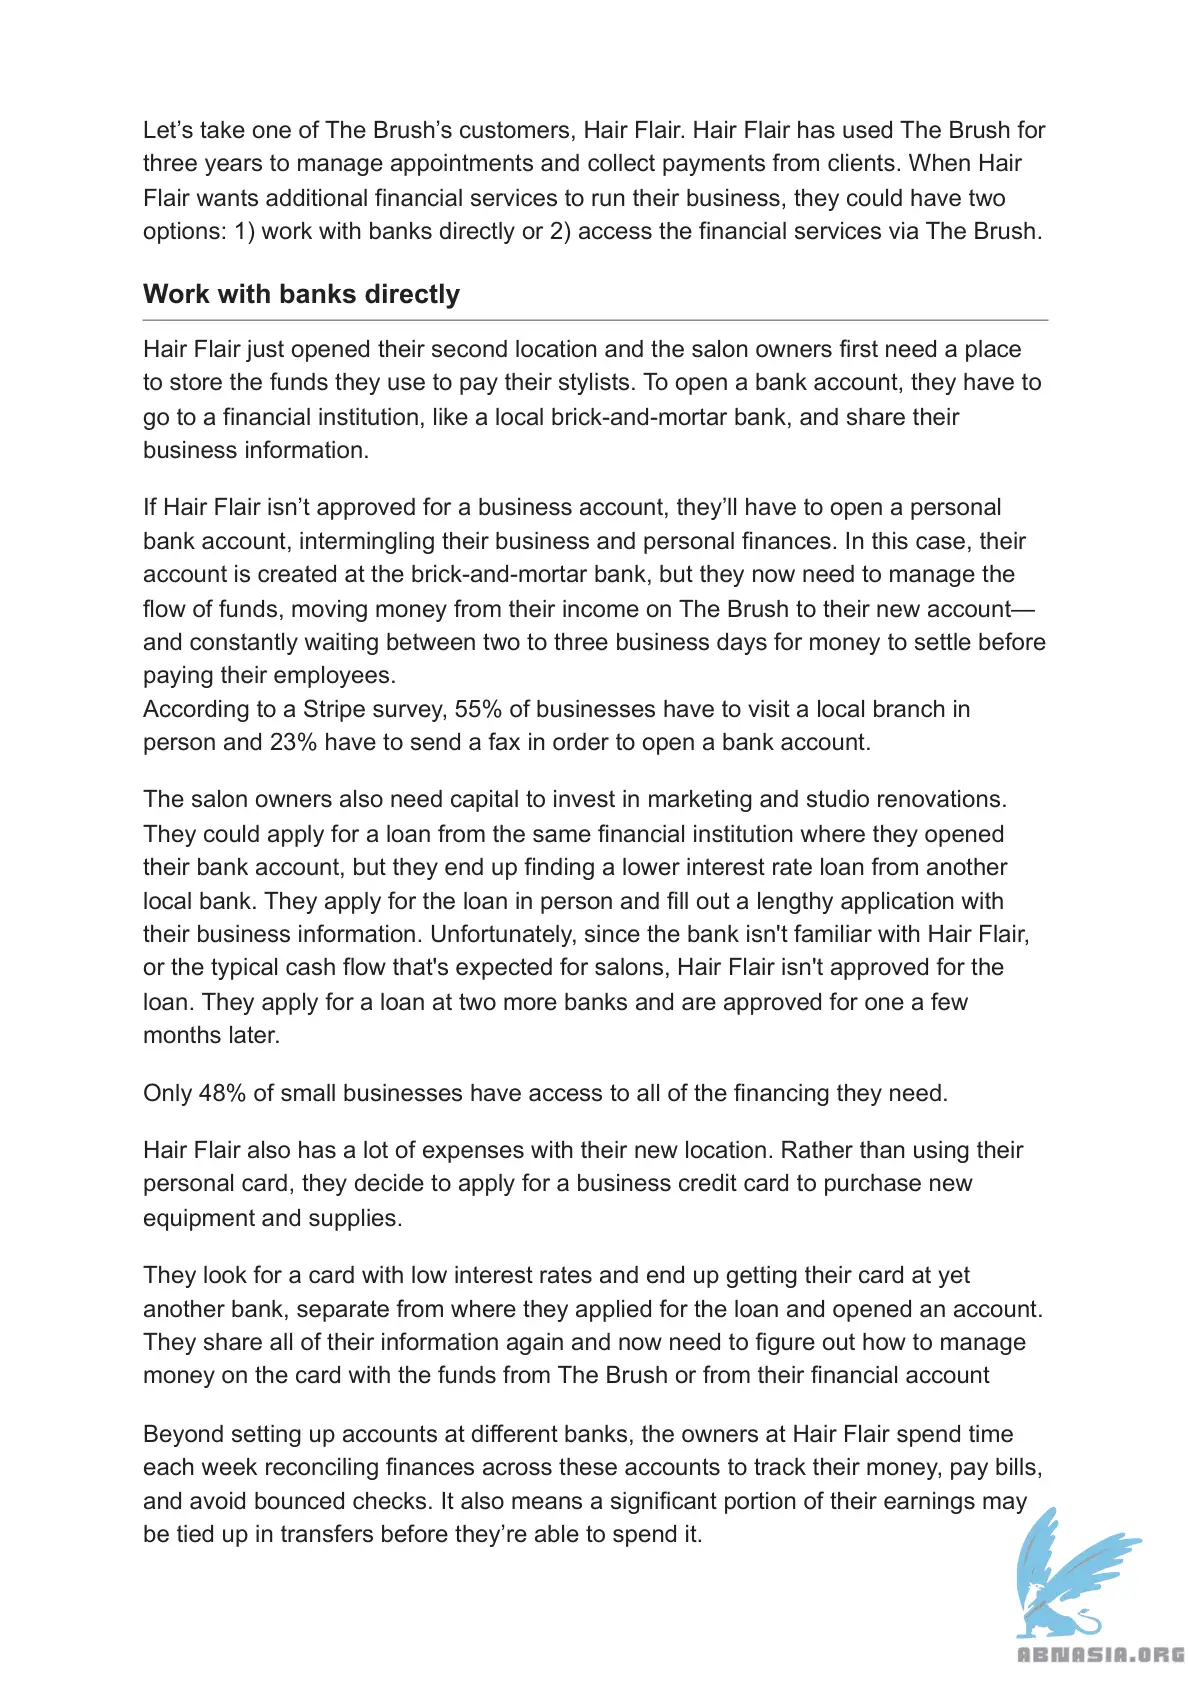 Let’s take one of The Brush’s customers, Hair Flair. Hair Flair has used The Brush for
three years to manage appointments and collect payments from clients. When Hair
Flair wants additional financial services to run their business, they could have two
options: 1) work with banks directly or 2) access the financial services via The Brush.
Work with banks directly
Hair Flair just opened their second location and the salon owners first need a place
to store the funds they use to pay their stylists. To open a bank account, they have to
go to a financial institution, like a local brick-and-mortar bank, and share their
business information.
If Hair Flair isn’t approved for a business account, they’ll have to open a personal
bank account, intermingling their business and personal finances. In this case, their
account is created at the brick-and-mortar bank, but they now need to manage the
flow of funds, moving money from their income on The Brush to their new account—
and constantly waiting between two to three business days for money to settle before
paying their employees.
According to a Stripe survey, 55% of businesses have to visit a local branch in
person and 23% have to send a fax in order to open a bank account.
The salon owners also need capital to invest in marketing and studio renovations.
They could apply for a loan from the same financial institution where they opened
their bank account, but they end up finding a lower interest rate loan from another
local bank. They apply for the loan in person and fill out a lengthy application with
their business information. Unfortunately, since the bank isn't familiar with Hair Flair,
or the typical cash flow that's expected for salons, Hair Flair isn't approved for the
loan. They apply for a loan at two more banks and are approved for one a few
months later.
Only 48% of small businesses have access to all of the financing they need.
Hair Flair also has a lot of expenses with their new location. Rather than using their
personal card, they decide to apply for a business credit card to purchase new
equipment and supplies.
They look for a card with low interest rates and end up getting their card at yet
another bank, separate from where they applied for the loan and opened an account.
They share all of their information again and now need to figure out how to manage
money on the card with the funds from The Brush or from their financial account
Beyond setting up accounts at different banks, the owners at Hair Flair spend time
each week reconciling finances across these accounts to track their money, pay bills,
and avoid bounced checks. It also means a significant portion of their earnings may
be tied up in transfers before they’re able to spend it.
ABNASIA.ORG